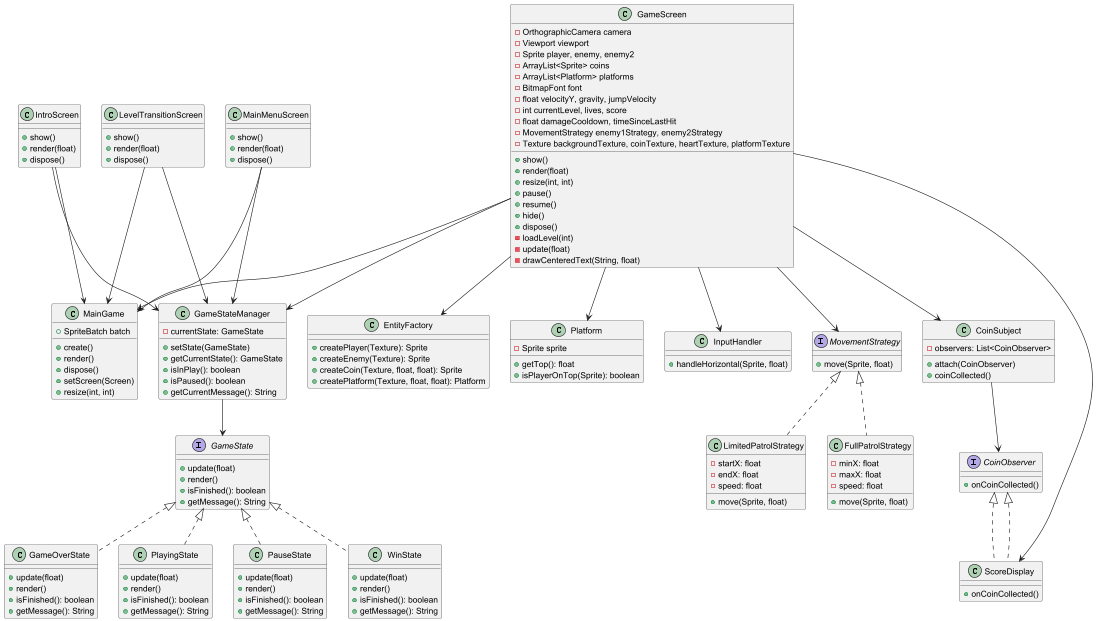 GameScreen
OrthographicCamera camera
Viewport viewport
Sprite player, enemy, enemy2
ArrayList<Sprite> coins
ArrayList<Platform> platforms
BitmapFont font
float velocityY, gravity, jumpVelocity
int currentLevel, lives, score
float damageCooldown, timeSinceLastHit
MovementStrategy enemy1Strategy, enemy2Strategy
Texture backgroundTexture, coinTexture, heartTexture, platformTexture
show()
render(float)
resize(int, int)
pause()
resume()
hide()
dispose()
loadLevel(int)
update(float)
drawCenteredText(String, float)
IntroScreen
show()
render(float)
dispose()
LevelTransitionScreen
show()
render(float)
dispose()
MainMenuScreen
show()
render(float)
dispose()
MainGame
SpriteBatch batch
create()
render()
dispose()
setScreen(Screen)
resize(int, int)
GameStateManager
currentState: GameState
setState(GameState)
getCurrentState(): GameState
isInPlay(): boolean
isPaused(): boolean
getCurrentMessage(): String
EntityFactory
createPlayer(Texture): Sprite
createEnemy(Texture): Sprite
createCoin(Texture, float, float): Sprite
createPlatform(Texture, float, float): Platform
Platform
Sprite sprite
getTop(): float
isPlayerOnTop(Sprite): boolean
InputHandler
handleHorizontal(Sprite, float)
MovementStrategy
move(Sprite, float)
CoinSubject
observers: List<CoinObserver>
attach(CoinObserver)
coinCollected()
GameState
update(float)
render()
isFinished(): boolean
getMessage(): String
LimitedPatrolStrategy
startX: float
endX: float
speed: float
move(Sprite, float)
FullPatrolStrategy
minX: float
maxX: float
speed: float
move(Sprite, float)
CoinObserver
onCoinCollected()
GameOverState
update(float)
render()
isFinished(): boolean
getMessage(): String
PlayingState
update(float)
render()
isFinished(): boolean
getMessage(): String
PauseState
update(float)
render()
isFinished(): boolean
getMessage(): String
WinState
update(float)
render()
isFinished(): boolean
getMessage(): String
ScoreDisplay
onCoinCollected()